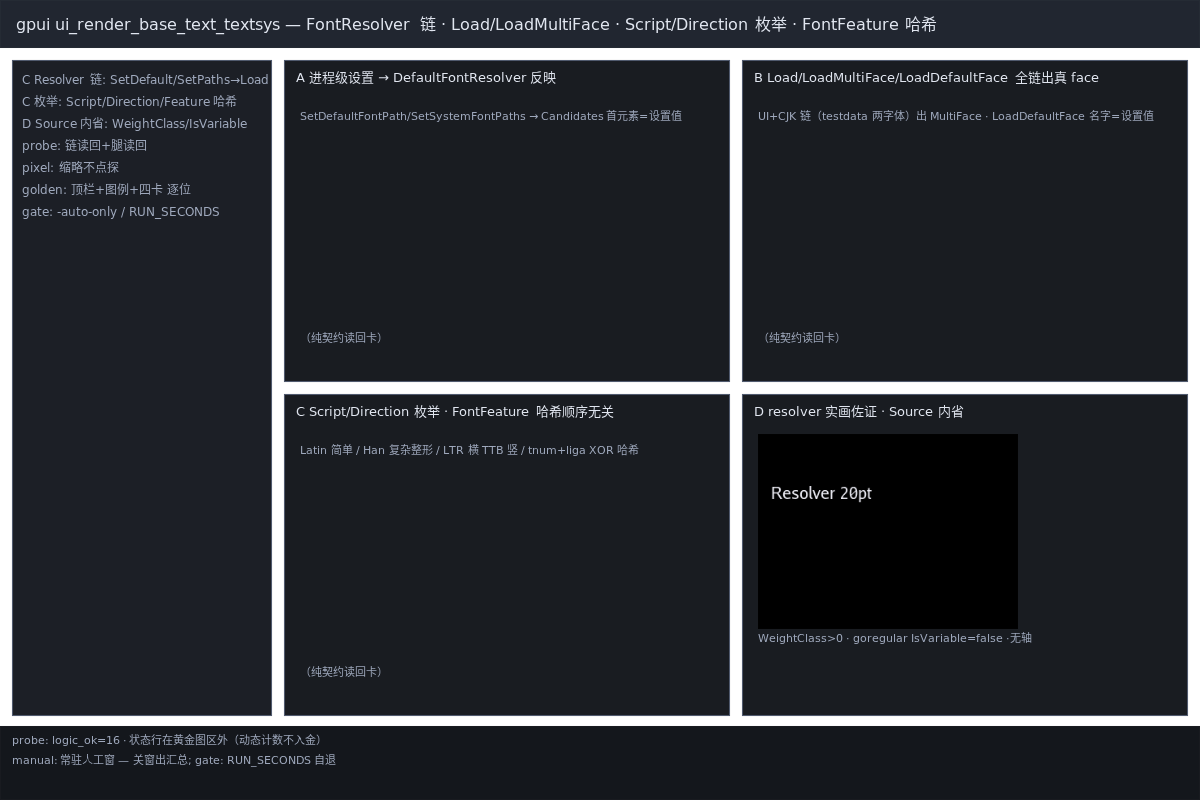 gpui ui_render_base_text_textsys — FontResolver 链 · Load/LoadMultiFace · Script/Direction 枚举 · FontFeature 哈希
C Resolver 链: SetDefault/SetPaths→Load
C 枚举: Script/Direction/Feature 哈希
D Source 内省: WeightClass/IsVariable
probe: 链读回+腿读回
pixel: 缩略不点探
golden: 顶栏+图例+四卡 逐位
gate: -auto-only / RUN_SECONDS
A 进程级设置 → DefaultFontResolver 反映
SetDefaultFontPath/SetSystemFontPaths → Candidates 首元素=设置值
（纯契约读回卡）
B Load/LoadMultiFace/LoadDefaultFace 全链出真 face
UI+CJK 链（testdata 两字体）出 MultiFace · LoadDefaultFace 名字=设置值
（纯契约读回卡）
C Script/Direction 枚举 · FontFeature 哈希顺序无关
Latin 简单 / Han 复杂整形 / LTR 横 TTB 竖 / tnum+liga XOR 哈希
（纯契约读回卡）
D resolver 实画佐证 · Source 内省
Resolver 20pt
WeightClass>0 · goregular IsVariable=false ·无轴
probe: logic_ok=16 · 状态行在黄金图区外（动态计数不入金）
manual: 常驻人工窗 — 关窗出汇总; gate: RUN_SECONDS 自退